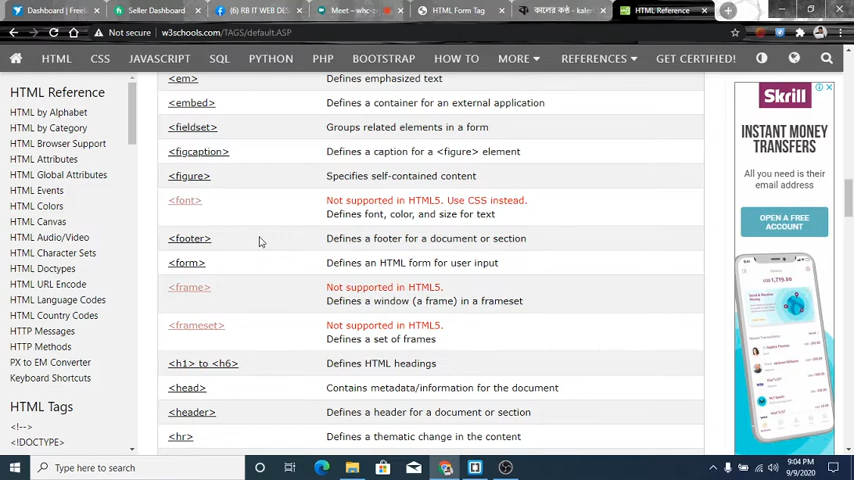 Dashboard | FreeL
Seller Dashboard
(6) RB IT WEB DES
Meet – whc-z
HTML Form Tag
কালের কণ্ঠ - kale
HTML Reference
Not secure | w3schools.com/TAGS/default.ASP
HTML CSS JAVASCRIPT SQL PYTHON PHP BOOTSTRAP HOW TO MORE REFERENCES GET CERTIFIED!
HTML Reference
HTML by Alphabet
HTML by Category
HTML Browser Support
HTML Attributes
HTML Global Attributes
HTML Events
HTML Colors
HTML Canvas
HTML Audio/Video
HTML Character Sets
HTML Doctypes
HTML URL Encode
HTML Language Codes
HTML Country Codes
HTTP Messages
HTTP Methods
PX to EM Converter
Keyboard Shortcuts
HTML Tags
<!-->
<!DOCTYPE>
<em> Defines emphasized text
<embed> Defines a container for an external application
<fieldset> Groups related elements in a form
<figcaption> Defines a caption for a <figure> element
<figure> Specifies self-contained content
<font> Not supported in HTML5. Use CSS instead.
Defines font, color, and size for text
<footer> Defines a footer for a document or section
<form> Defines an HTML form for user input
<frame> Not supported in HTML5.
Defines a window (a frame) in a frameset
<frameset> Not supported in HTML5.
Defines a set of frames
<h1> to <h6> Defines HTML headings
<head> Contains metadata/information for the document
<header> Defines a header for a document or section
<hr> Defines a thematic change in the content
Skrill
INSTANT MONEY
TRANSFERS
All you need is their
email address
OPEN A FREE
ACCOUNT
Type here to search
9:04 PM
9/9/2020